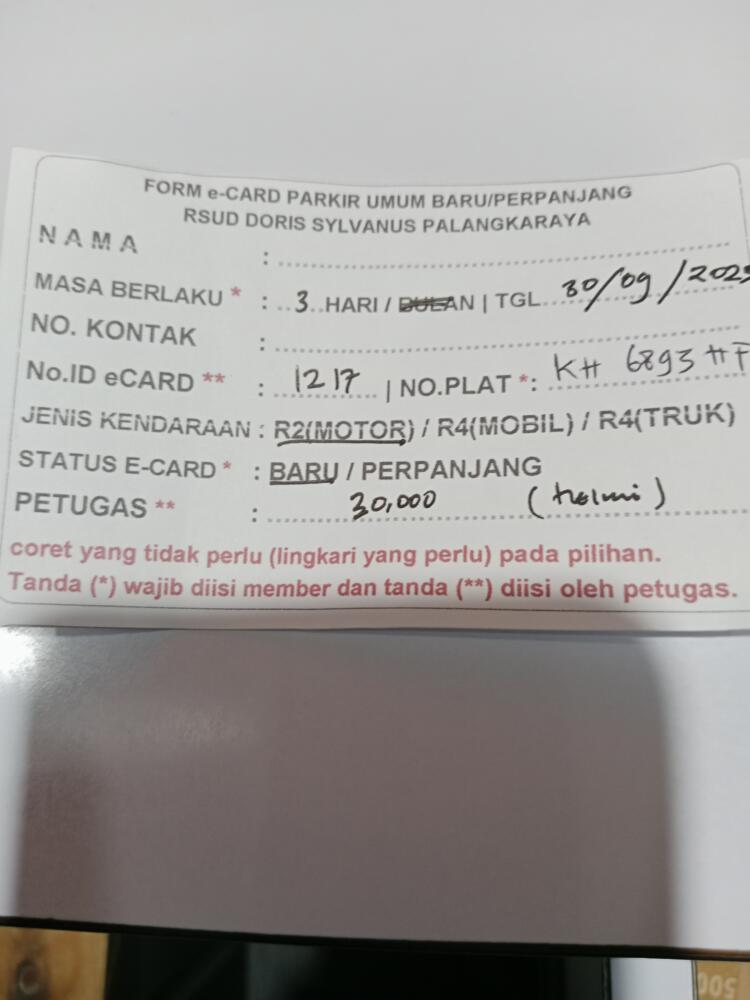 FORM e-CARD PARKIR UMUM BARU/PERPANJANG
RSUD DORIS SYLVANUS PALANGKARAYA
NAMA :
MASA BERLAKU * : 3 HARI / BULAN | TGL 30/09/2025
NO. KONTAK :
No.ID eCARD ** : 1217 | NO.PLAT *: KH 6893 HF
JENIS KENDARAAN : R2(MOTOR) / R4(MOBIL) / R4(TRUK)
STATUS E-CARD * : BARU / PERPANJANG
PETUGAS ** : 30,000 (Helmi)
coret yang tidak perlu (lingkari yang perlu) pada pilihan.
Tanda (*) wajib diisi member dan tanda (**) diisi oleh petugas.